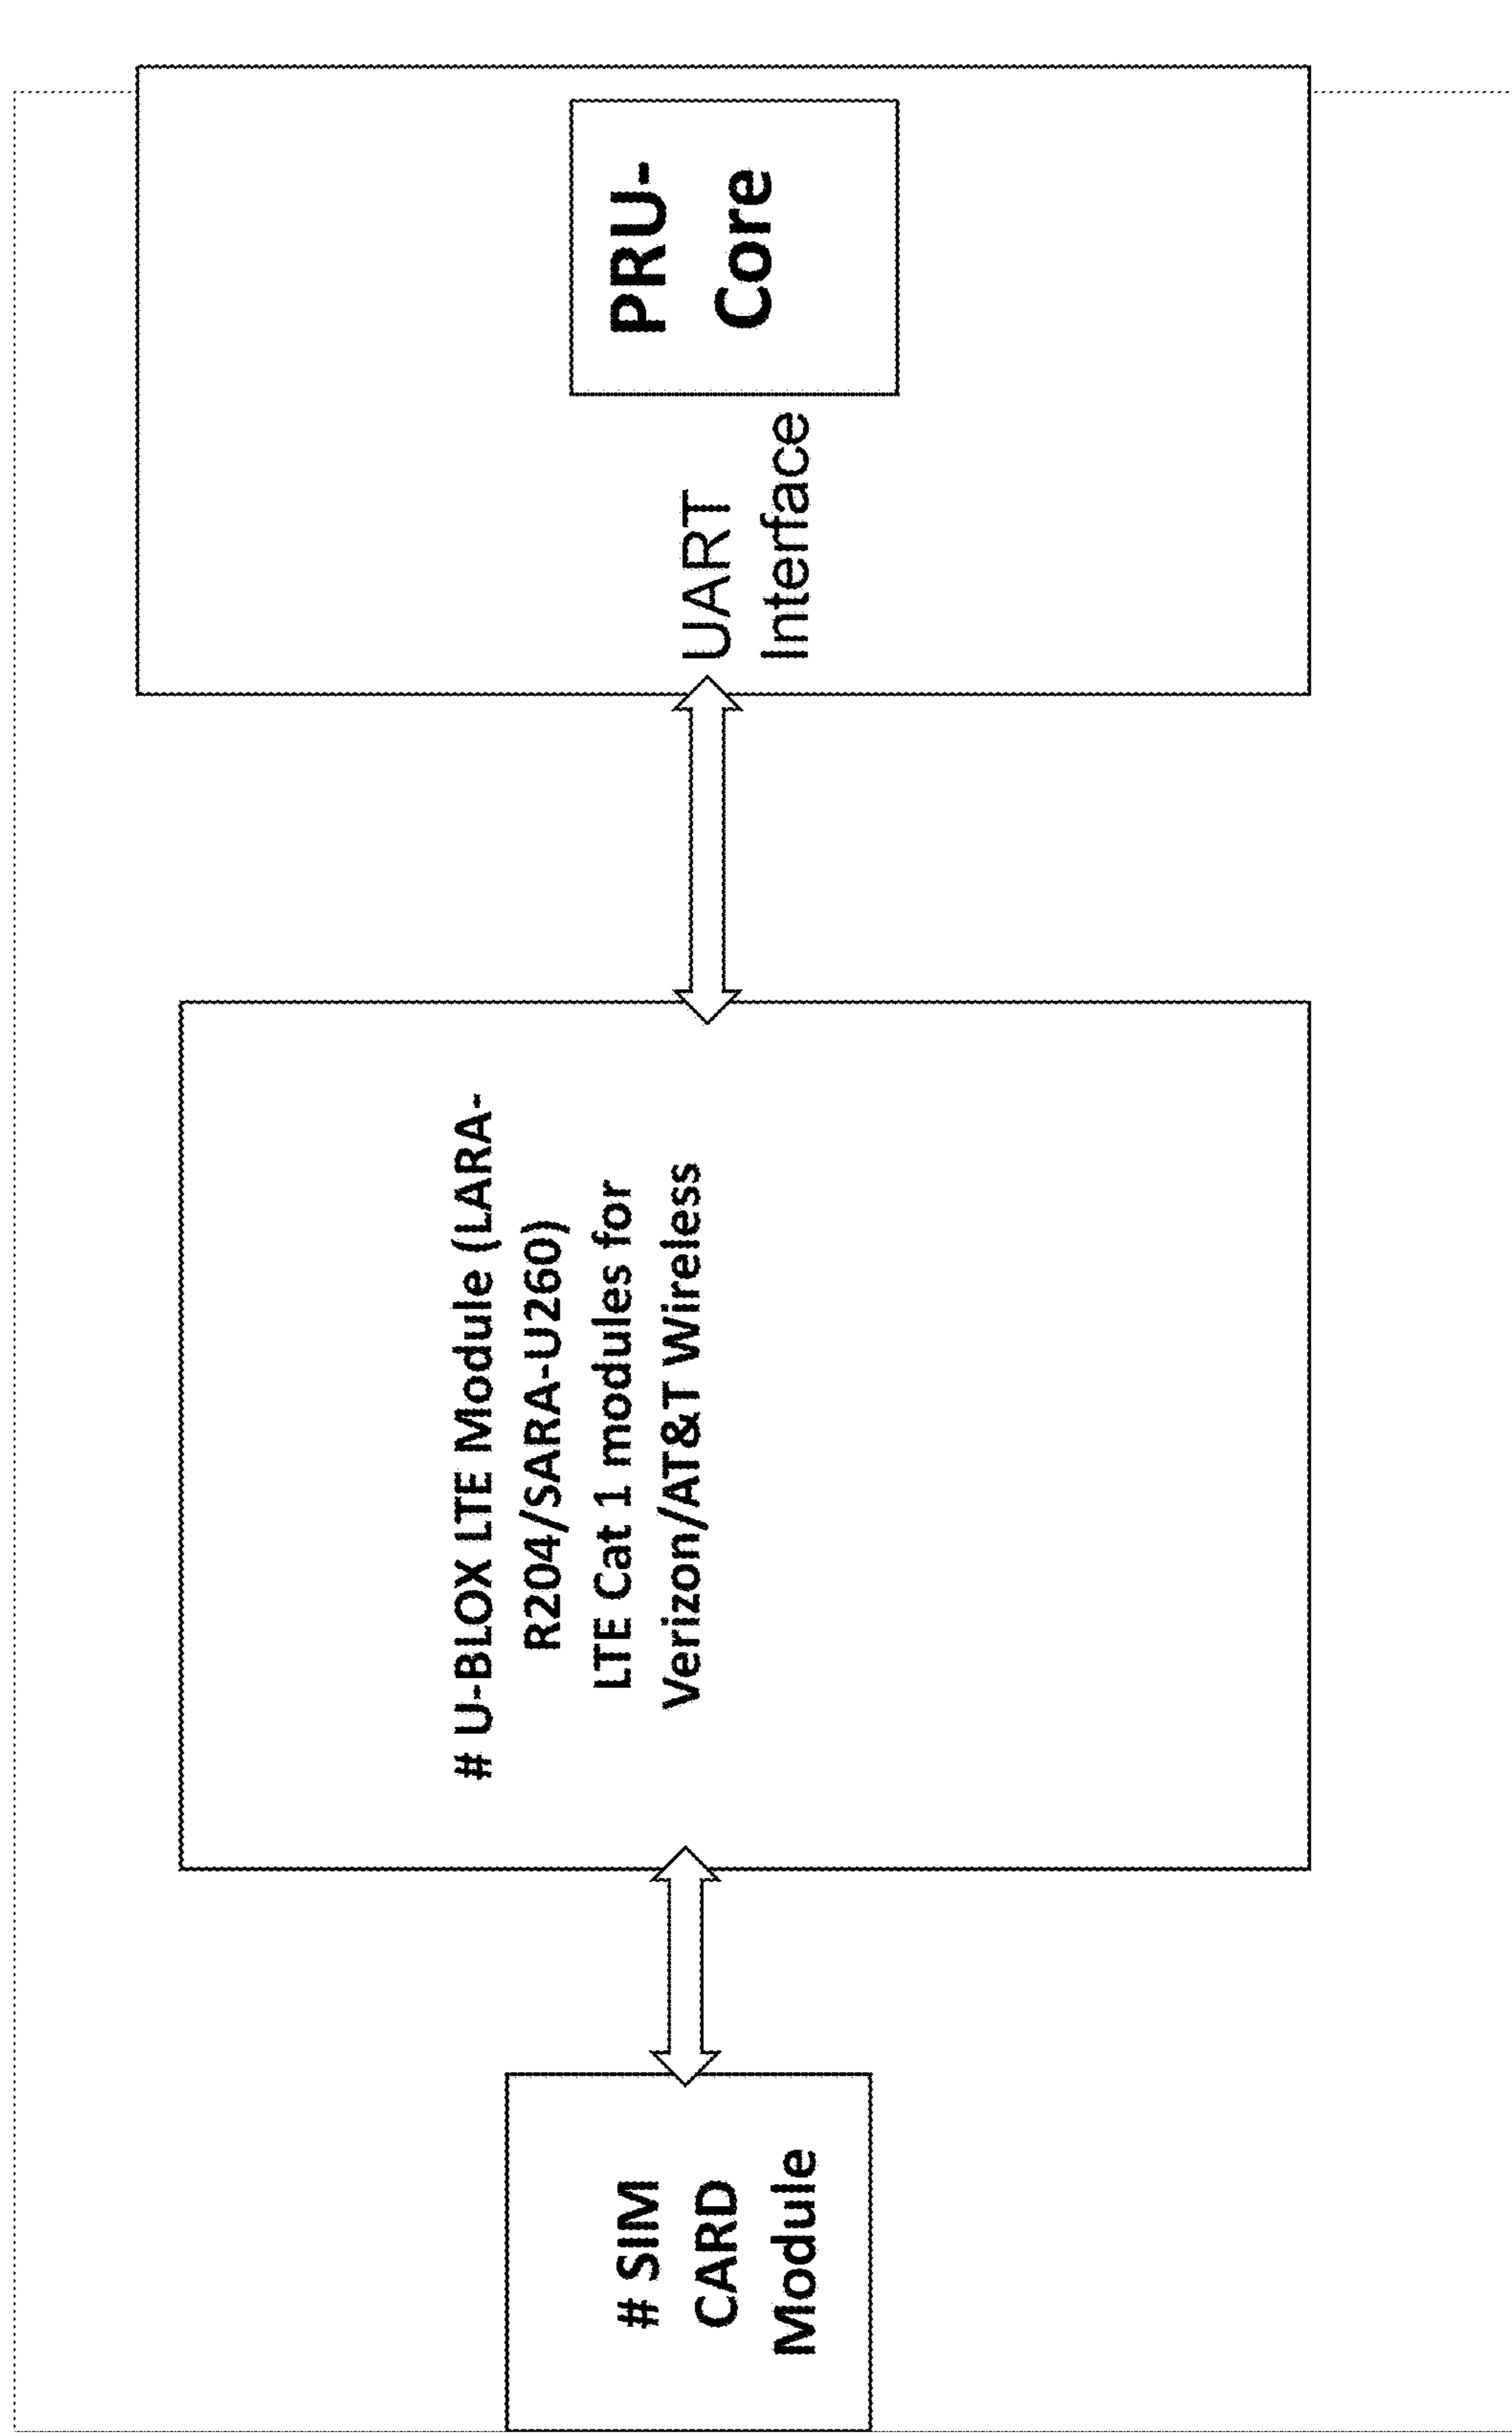 # SIM
CARD
Module
# U-BLOX LTE Module (LARA-
R204/SARA-U260)
LTE Cat 1 modules for
Verizon/AT&T Wireless
UART
Interface
PRU-
Core